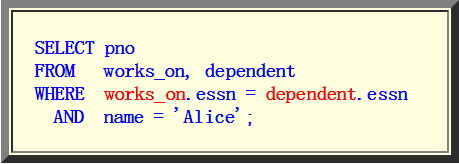 SELECT pno
FROM works_on, dependent
WHERE works_on.essn = dependent.essn
AND name = 'Alice';